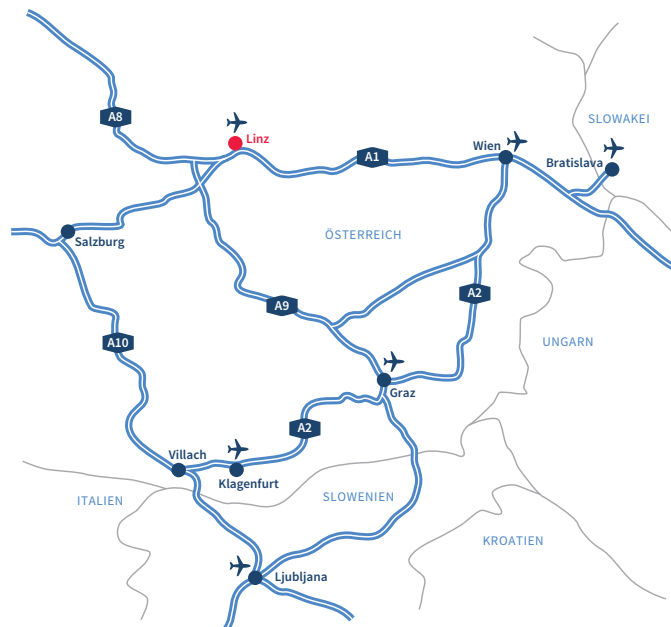 A8
SLOWAKEI
Linz
Wien
A1
Bratislava
Salzburg
ÖSTERREICH
A2
A9
A10
UNGARN
Graz
A2
Villach
Klagenfurt
ITALIEN
SLOWENIEN
KROATIEN
Ljubljana